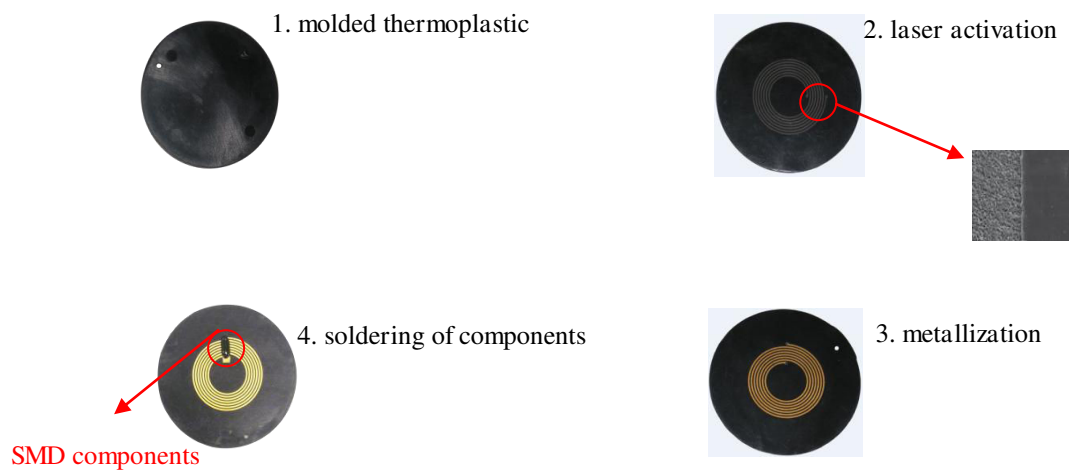 1. molded thermoplastic
2. laser activation
4. soldering of components
3. metallization
SMD components